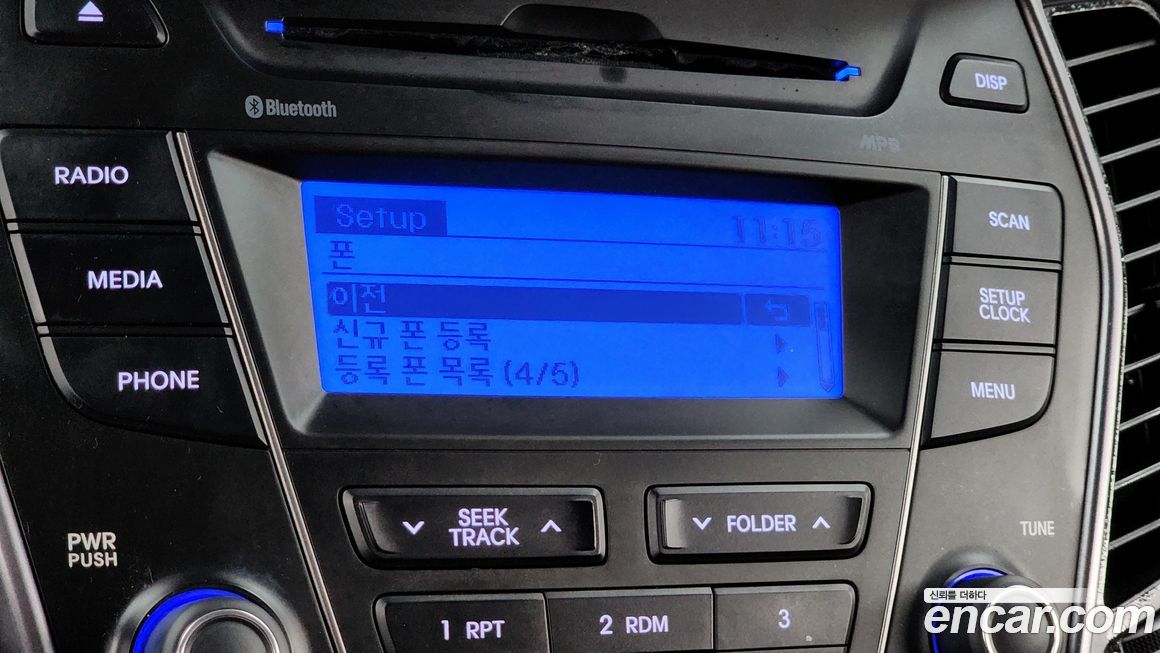 Bluetooth
DISP
MP3
RADIO
MEDIA
PHONE
Setup
11:15
폰
이전
신규 폰 등록
등록 폰 목록 (4/5)
SCAN
SETUP
CLOCK
MENU
SEEK
TRACK
FOLDER
PWR
PUSH
TUNE
1 RPT
2 RDM
3
신뢰를 더하다
encar.com